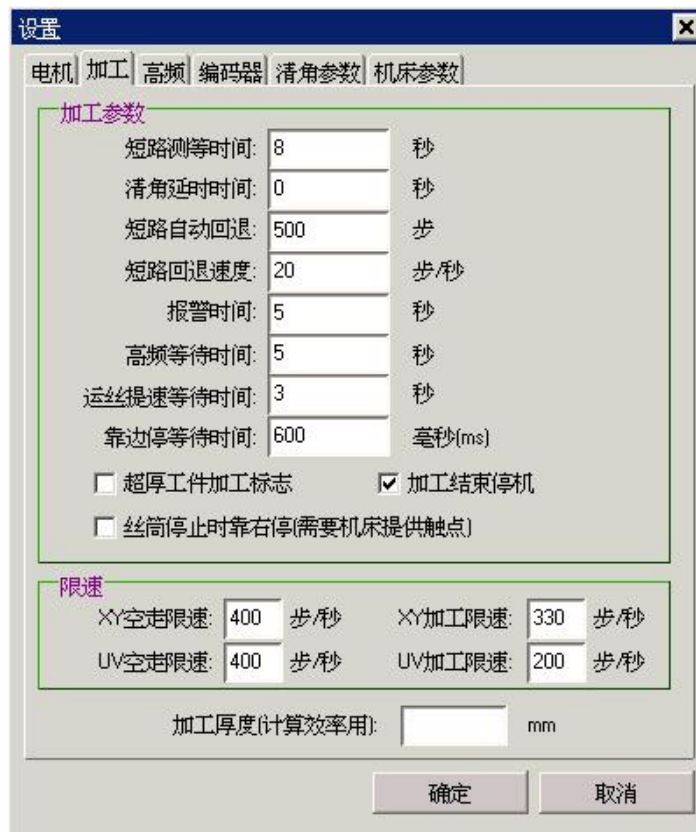 设置
电机 加工 高频 编码器 清角参数 机床参数
加工参数
短路测等时间: 8 秒
清角延时时间: 0 秒
短路自动回退: 500 步
短路回退速度: 20 步/秒
报警时间: 5 秒
高频等待时间: 5 秒
运丝提速等待时间: 3 秒
靠边停等待时间: 600 毫秒(ms)
超厚工件加工标志 加工结束停机
丝筒停止时靠右停(需要机床提供触点)
限速
XY空走限速: 400 步/秒 XY加工限速: 330 步/秒
UV空走限速: 400 步/秒 UV加工限速: 200 步/秒
加工厚度(计算效率用): mm
确定 取消